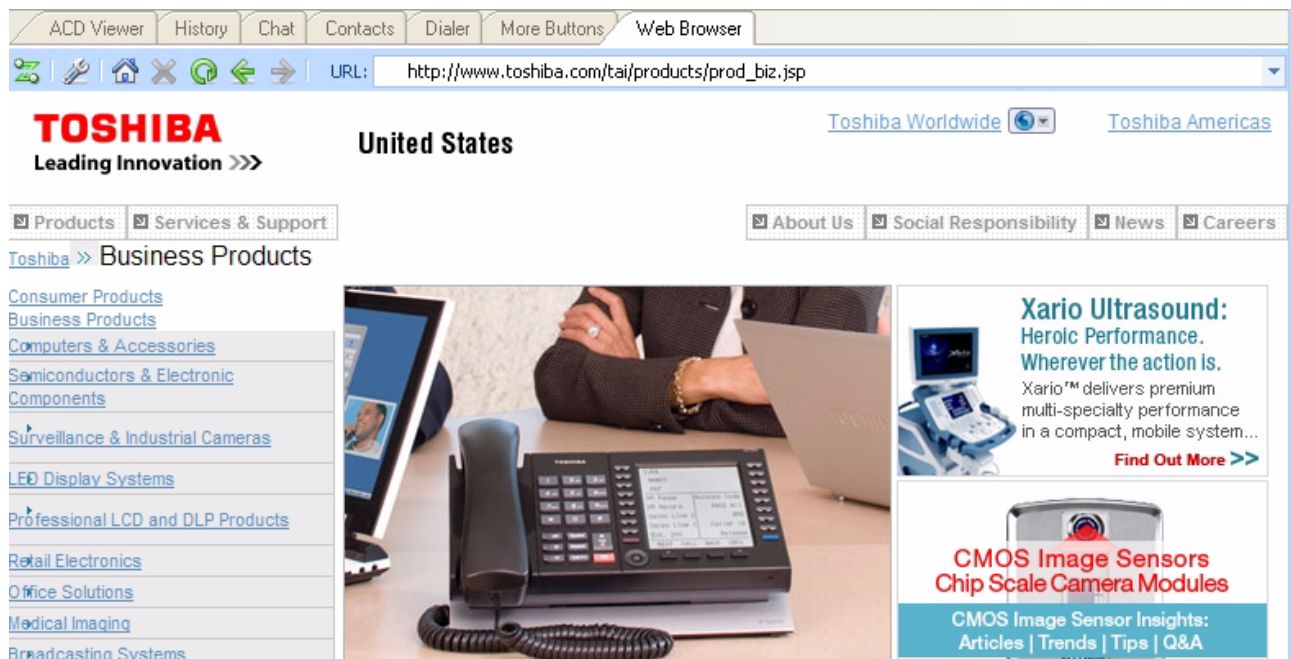 ACD Viewer History Chat Contacts Dialer More Buttons Web Browser
URL: http://www.toshiba.com/tai/products/prod_biz.jsp
TOSHIBA
Leading Innovation >>>
United States
Toshiba Worldwide Toshiba Americas
Products Services & Support About Us Social Responsibility News Careers
Toshiba » Business Products
Consumer Products
Business Products
Computers & Accessories
Semiconductors & Electronic
Components
Surveillance & Industrial Cameras
LED Display Systems
Professional LCD and DLP Products
Retail Electronics
Office Solutions
Medical Imaging
Broadcasting Systems
TOSHIBA
Xario Ultrasound:
Heroic Performance.
Wherever the action is.
Xario™ delivers premium
multi-specialty performance
in a compact, mobile system...
Find Out More >>
CMOS Image Sensors
Chip Scale Camera Modules
CMOS Image Sensor Insights:
Articles | Trends | Tips | Q&A